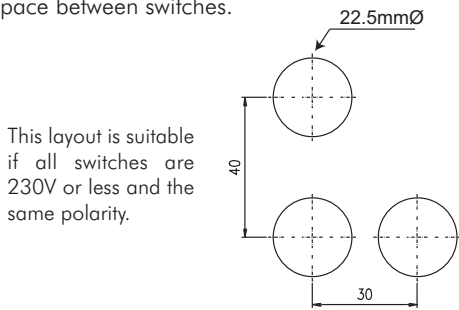 between switches.
22.5mmØ
This layout is suitable
if all switches are
230V or less and the
same polarity.
40
30